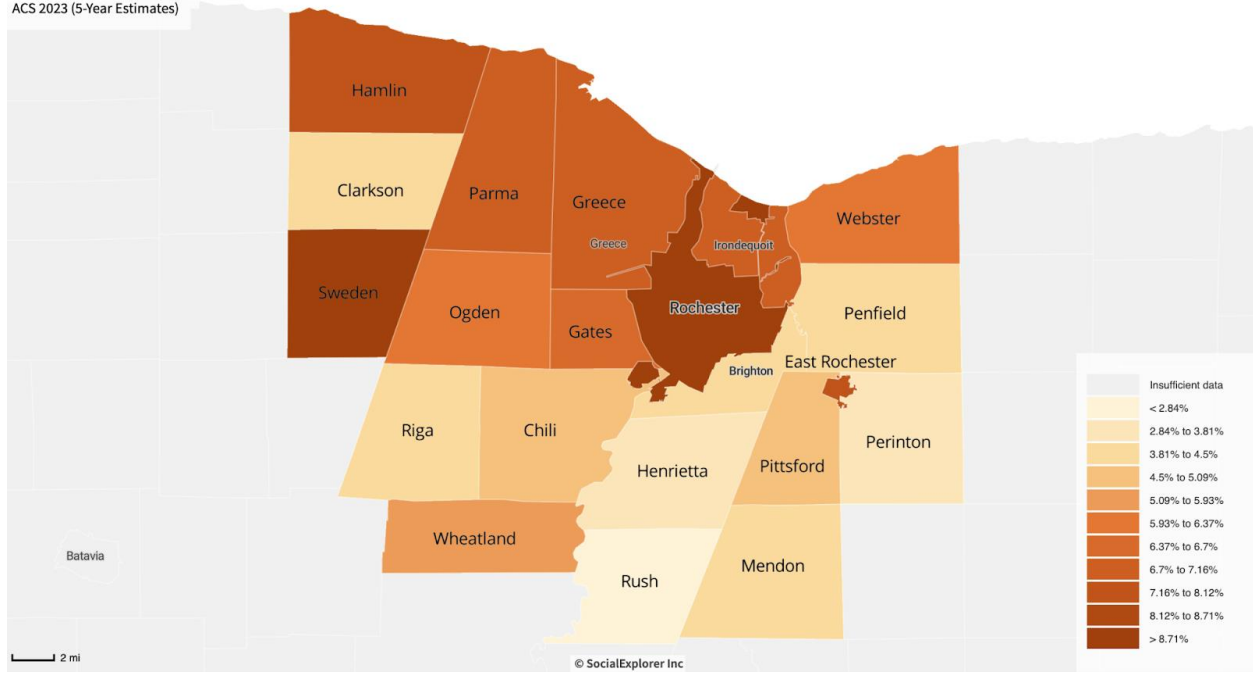 ACS 2023 (5-Year Estimates)
Hamlin
Clarkson
Parma
Greece
Greece
Irondequoit
Webster
Sweden
Ogden
Gates
Rochester
Penfield
Brighton
East Rochester
Riga
Chili
Henrietta
Pittsford
Perinton
Wheatland
Rush
Mendon
Batavia
Insufficient data
< 2.84%
2.84% to 3.81%
3.81% to 4.5%
4.5% to 5.09%
5.09% to 5.93%
5.93% to 6.37%
6.37% to 6.7%
6.7% to 7.16%
7.16% to 8.12%
8.12% to 8.71%
> 8.71%
2 mi
© SocialExplorer Inc